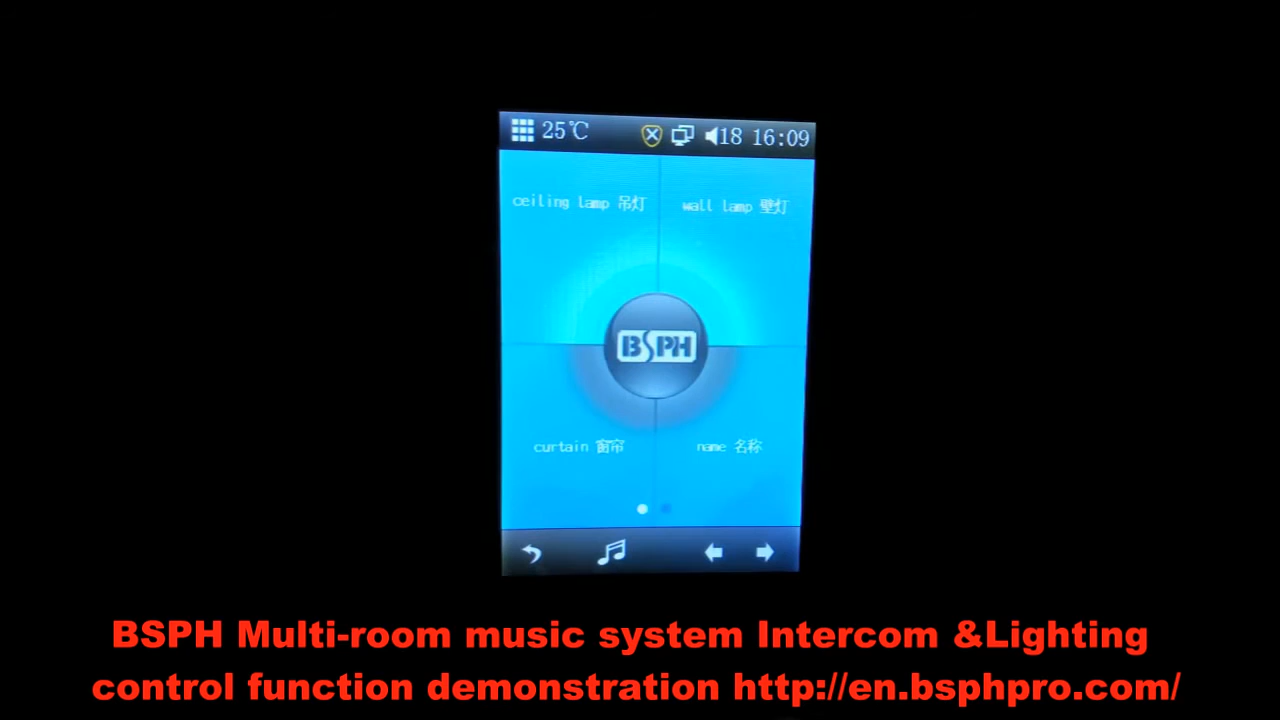 25℃ 18 16:09
ceiling lamp 吊灯 wall lamp 壁灯
BSPH
curtain 窗帘 name 名称
BSPH Multi-room music system Intercom &Lighting
control function demonstration http://en.bsphpro.com/